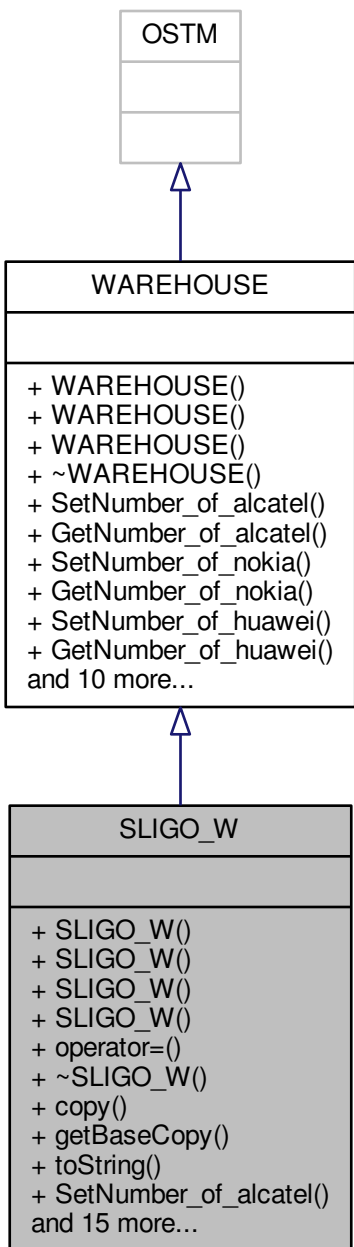 OSTM
WAREHOUSE
+ WAREHOUSE()
+ WAREHOUSE()
+ WAREHOUSE()
+ ~WAREHOUSE()
+ SetNumber_of_alcatel()
+ GetNumber_of_alcatel()
+ SetNumber_of_nokia()
+ GetNumber_of_nokia()
+ SetNumber_of_huawei()
+ GetNumber_of_huawei()
and 10 more...
SLIGO_W
+ SLIGO_W()
+ SLIGO_W()
+ SLIGO_W()
+ SLIGO_W()
+ operator=()
+ ~SLIGO_W()
+ copy()
+ getBaseCopy()
+ toString()
+ SetNumber_of_alcatel()
and 15 more...